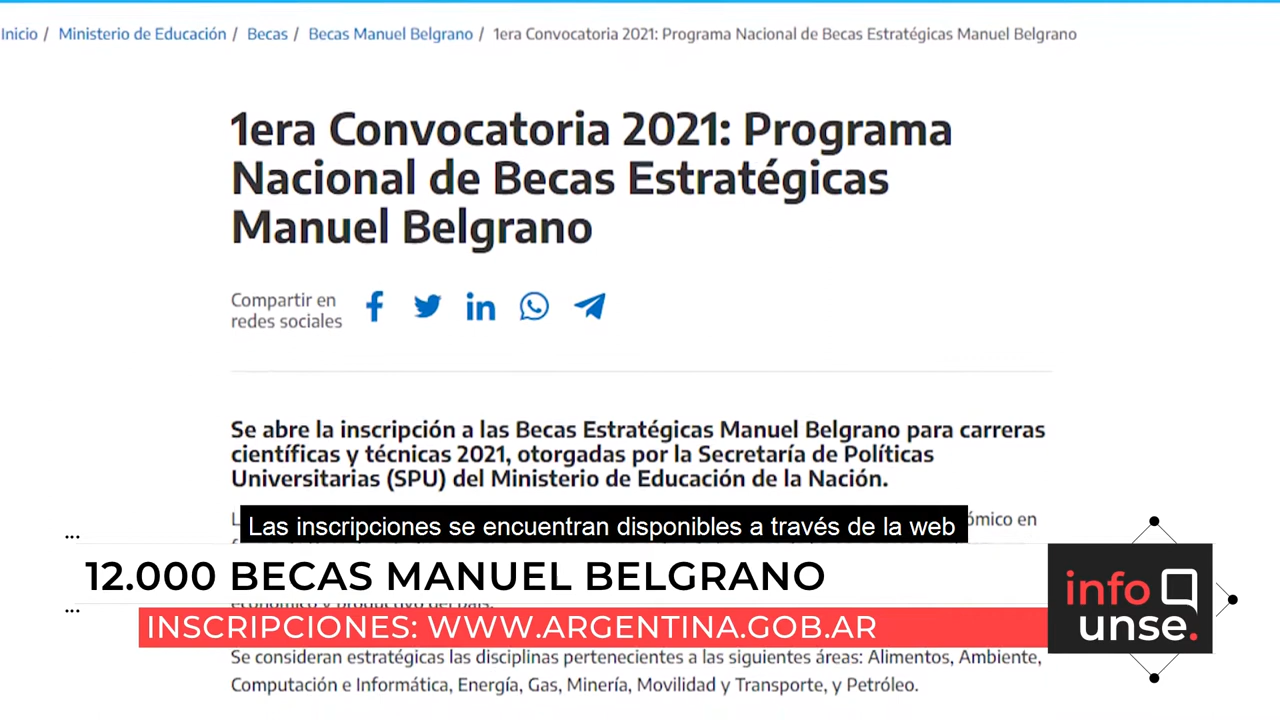 Inicio / Ministerio de Educación / Becas / Becas Manuel Belgrano / 1era Convocatoria 2021: Programa Nacional de Becas Estratégicas Manuel Belgrano
1era Convocatoria 2021: Programa
Nacional de Becas Estratégicas
Manuel Belgrano
Compartir en
redes sociales
Se abre la inscripción a las Becas Estratégicas Manuel Belgrano para carreras
científicas y técnicas 2021, otorgadas por la Secretaría de Políticas
Universitarias (SPU) del Ministerio de Educación de la Nación.
en
Las inscripciones se encuentran disponibles a través de la web
12.000 BECAS MANUEL BELGRANO
económico y productivo del país.
INSCRIPCIONES: WWW.ARGENTINA.GOB.AR
info
unse.
Se consideran estratégicas las disciplinas pertenecientes a las siguientes áreas: Alimentos, Ambiente,
Computación e Informática, Energía, Gas, Minería, Movilidad y Transporte, y Petróleo.